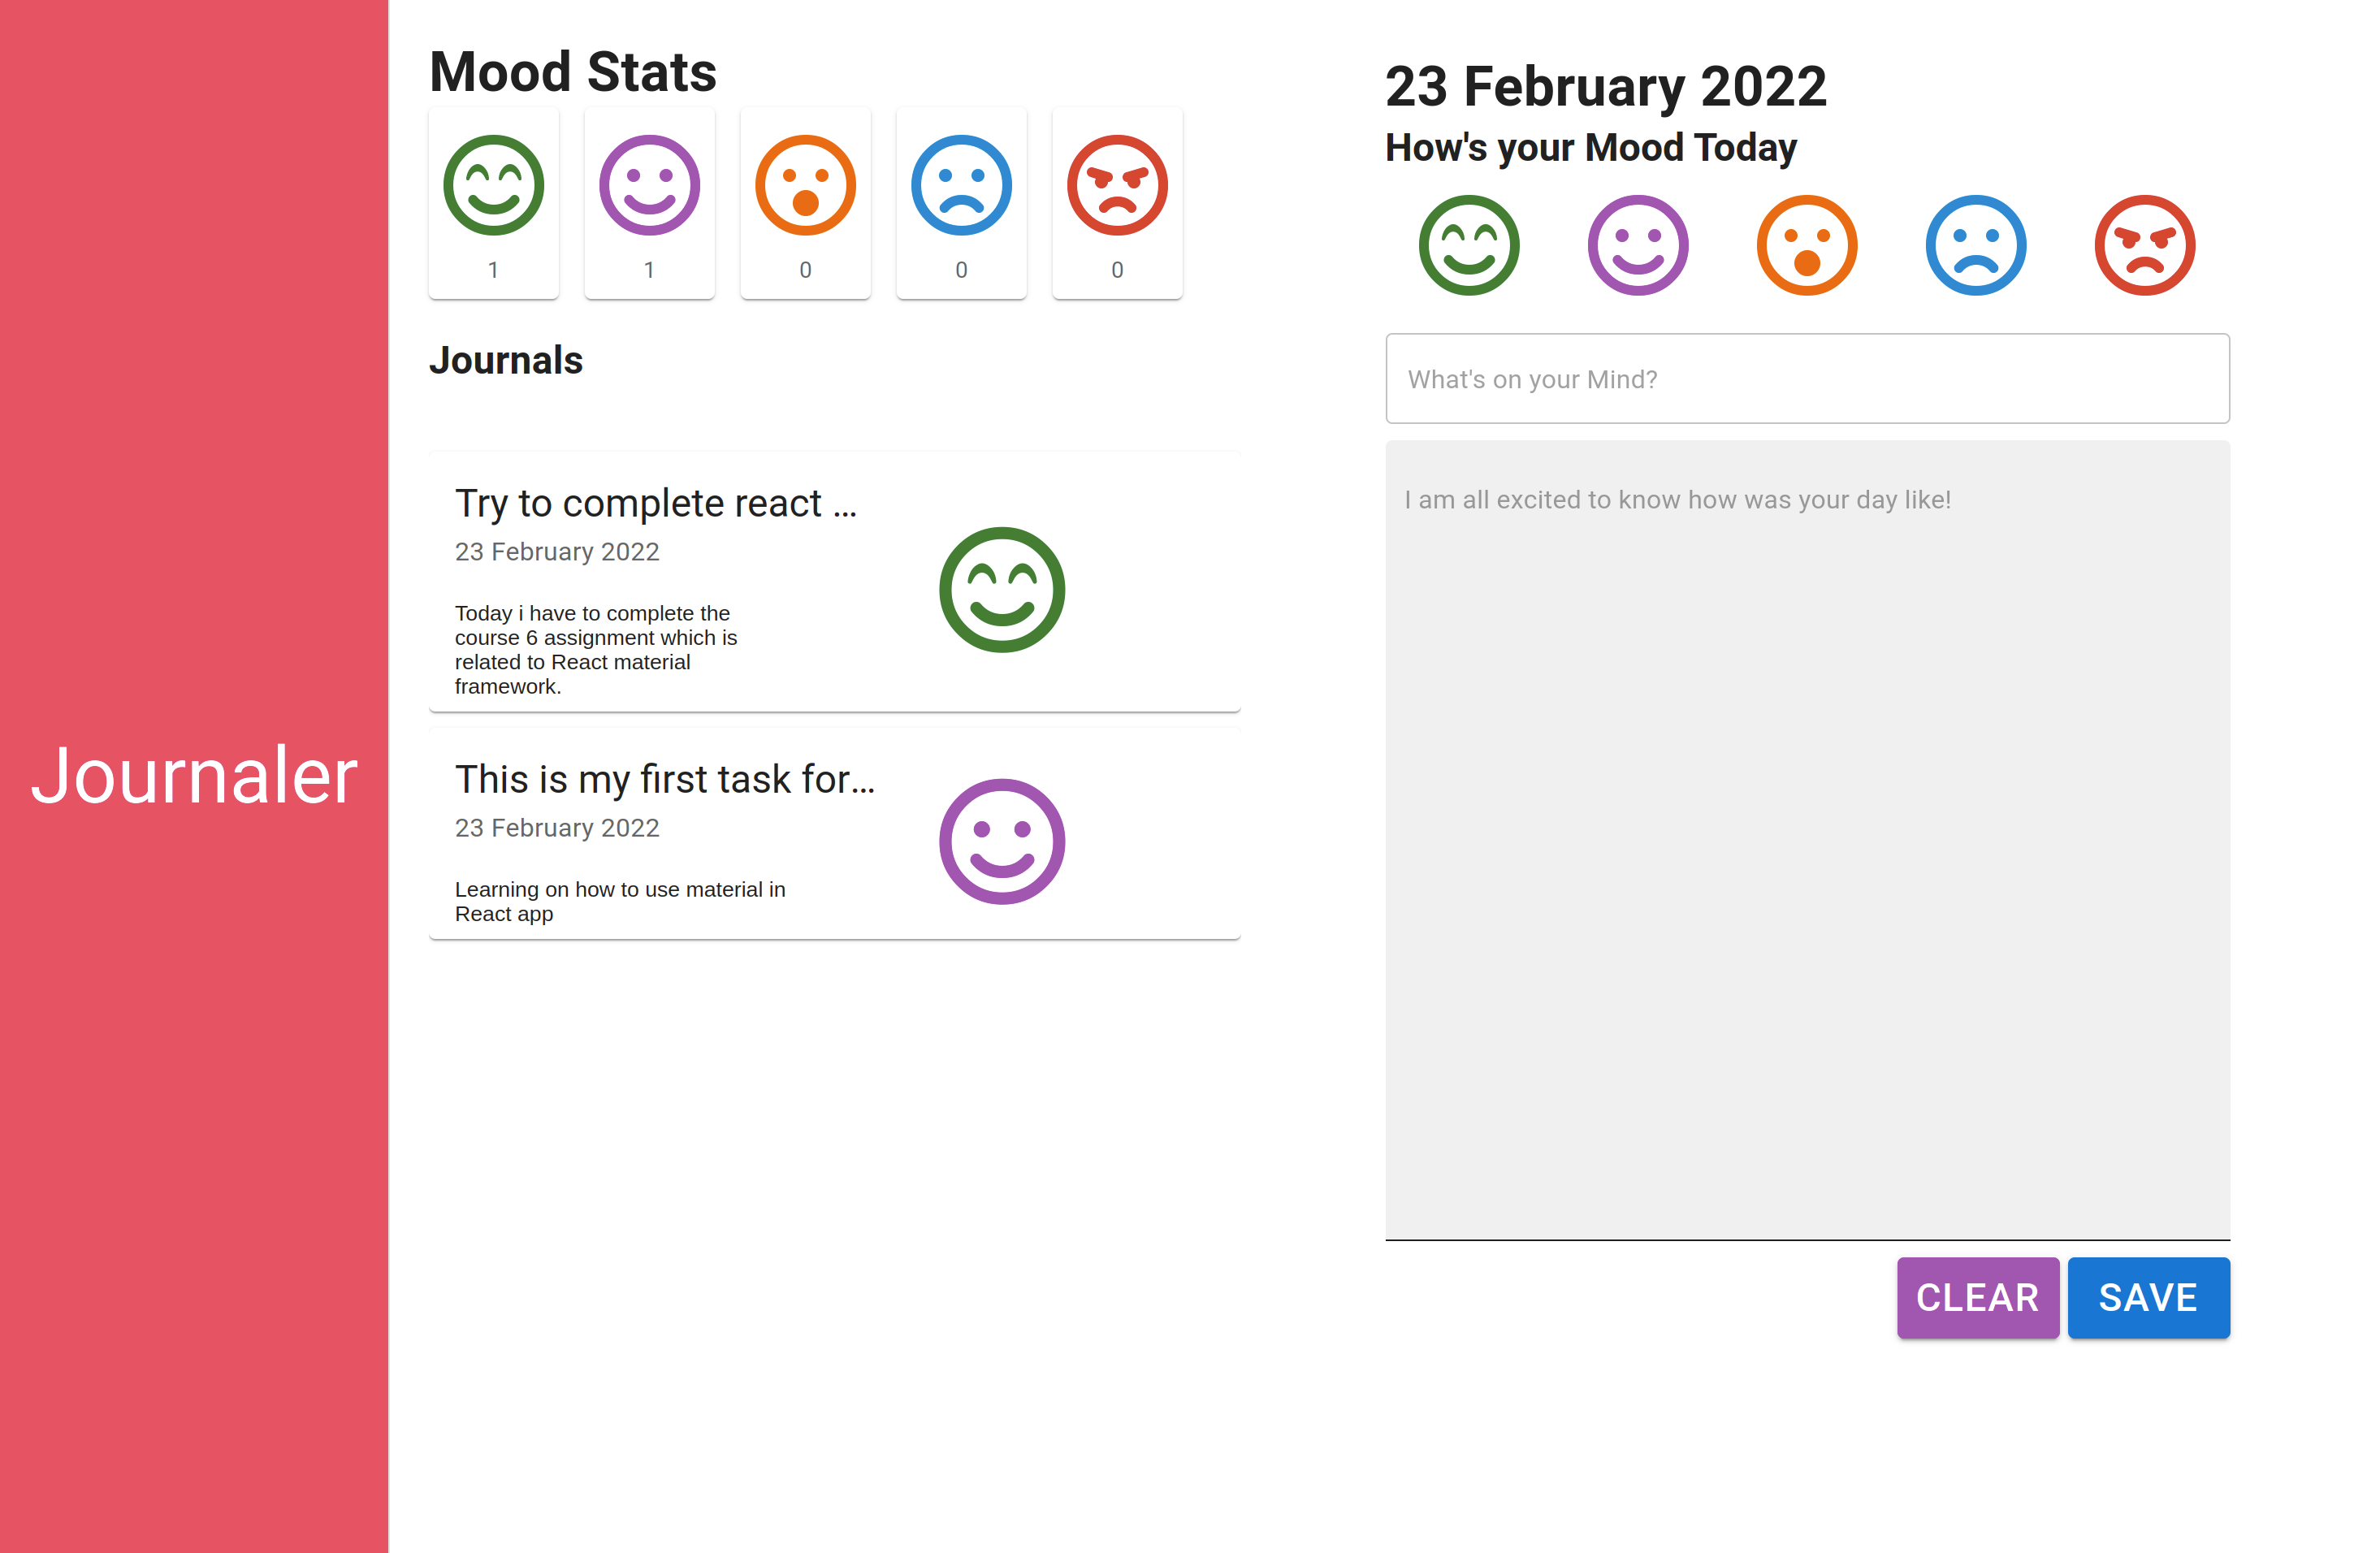 Journaler
Mood Stats
1 1 0 0 0
Journals
Try to complete react ...
23 February 2022
Today i have to complete the
course 6 assignment which is
related to React material
framework.
This is my first task for...
23 February 2022
Learning on how to use material in
React app
23 February 2022
How's your Mood Today
What's on your Mind?
I am all excited to know how was your day like!
CLEAR SAVE